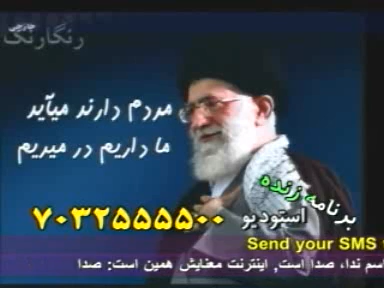 رنگارنگ
مردم دارند میآید
ما داریم در میریم
برنامه زنده
استودیو
۷۰۳۲۵۵۵۵۰۰
Send your SMS
اسم ندا, صدا است, اینترنت معنایش همین است: صدا